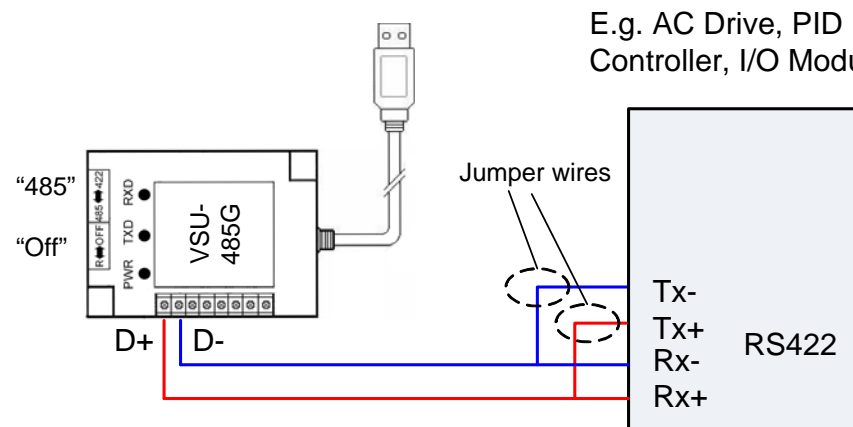 E.g. AC Drive, PID
Controller, I/O Modu
Jumper wires
“485”
“Off”
485⬌422
R⬌OFF
RXD
TXD
PWR
VSU-
485G
D+ D-
Tx-
Tx+
Rx-
Rx+
RS422